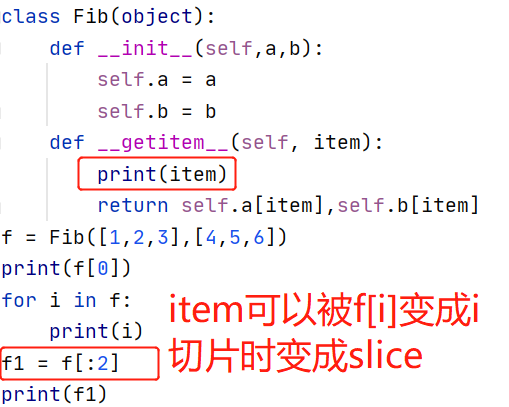 class Fib(object):
    def __init__(self,a,b):
        self.a = a
        self.b = b
    def __getitem__(self, item):
        print(item)
        return self.a[item],self.b[item]
f = Fib([1,2,3],[4,5,6])
print(f[0])
for i in f:
    print(i)
f1 = f[:2]
print(f1)
item可以被f[i]变成i
切片时变成slice